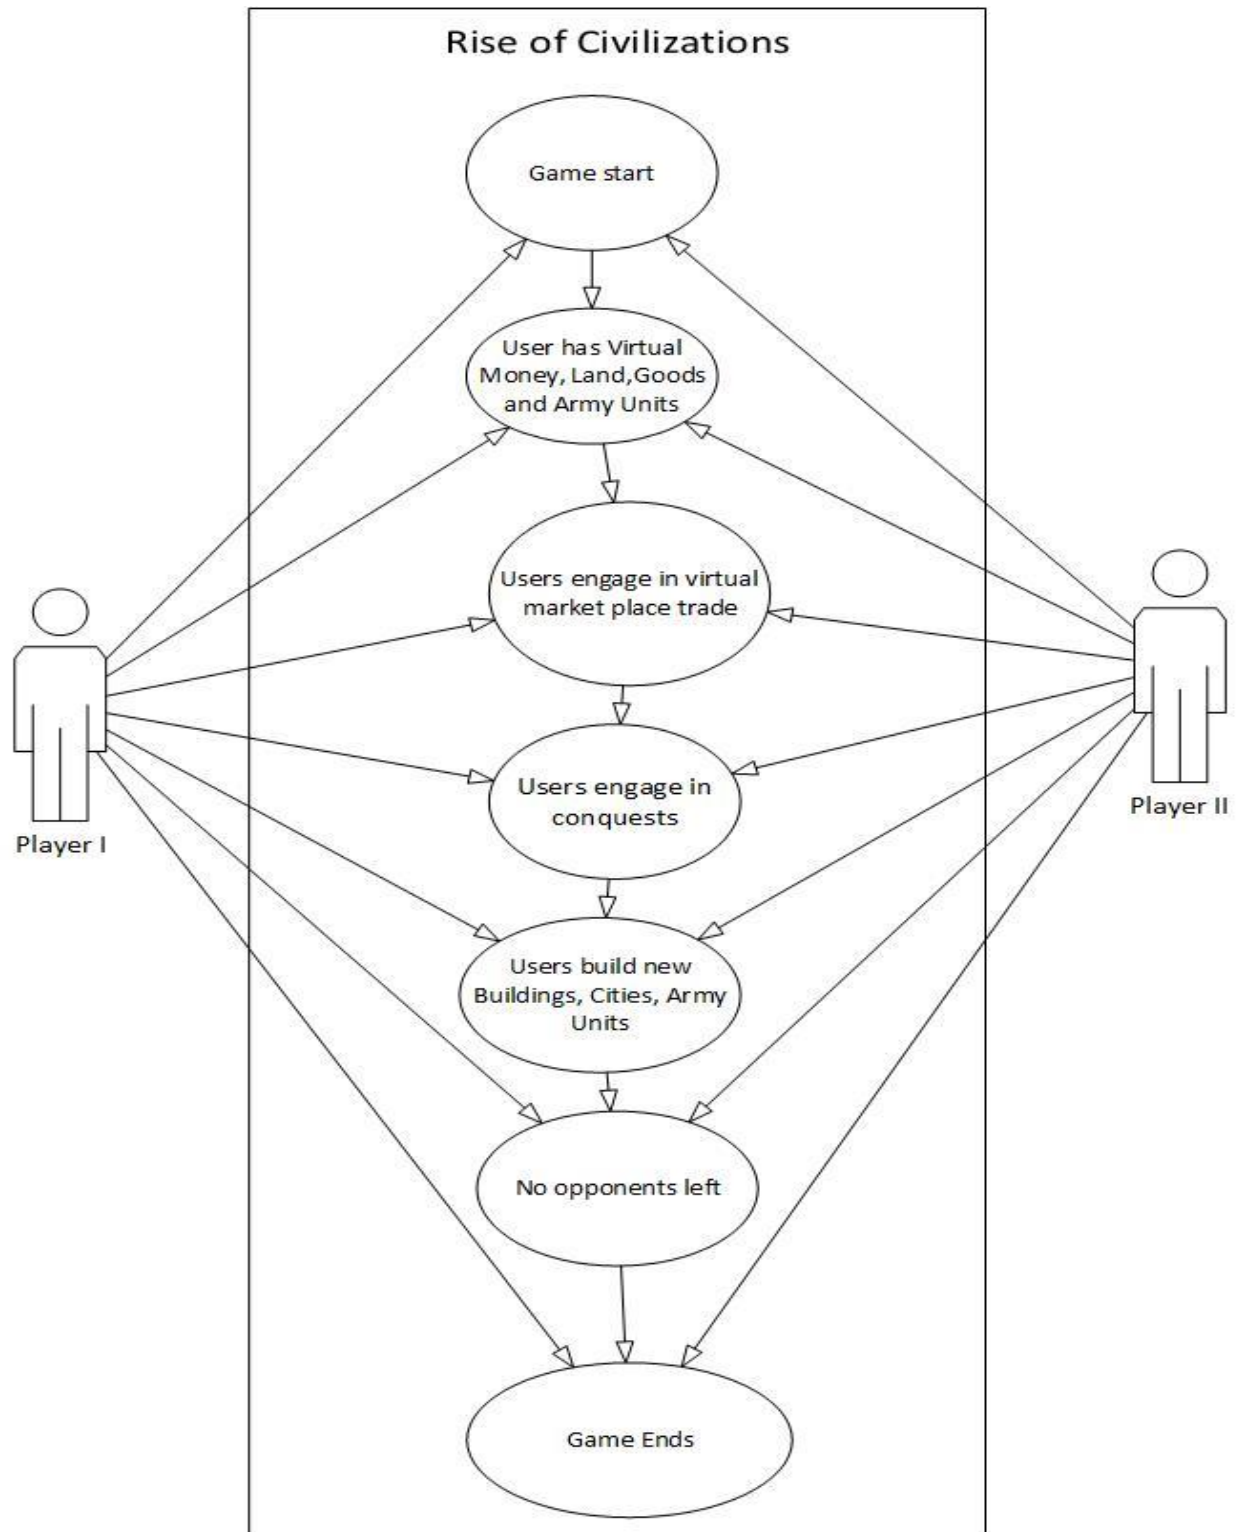 Rise of Civilizations
Game start
User has Virtual
Money, Land,Goods
and Army Units
Users engage in virtual
market place trade
Users engage in
conquests
Player I
Player II
Users build new
Buildings, Cities, Army
Units
No opponents left
Game Ends